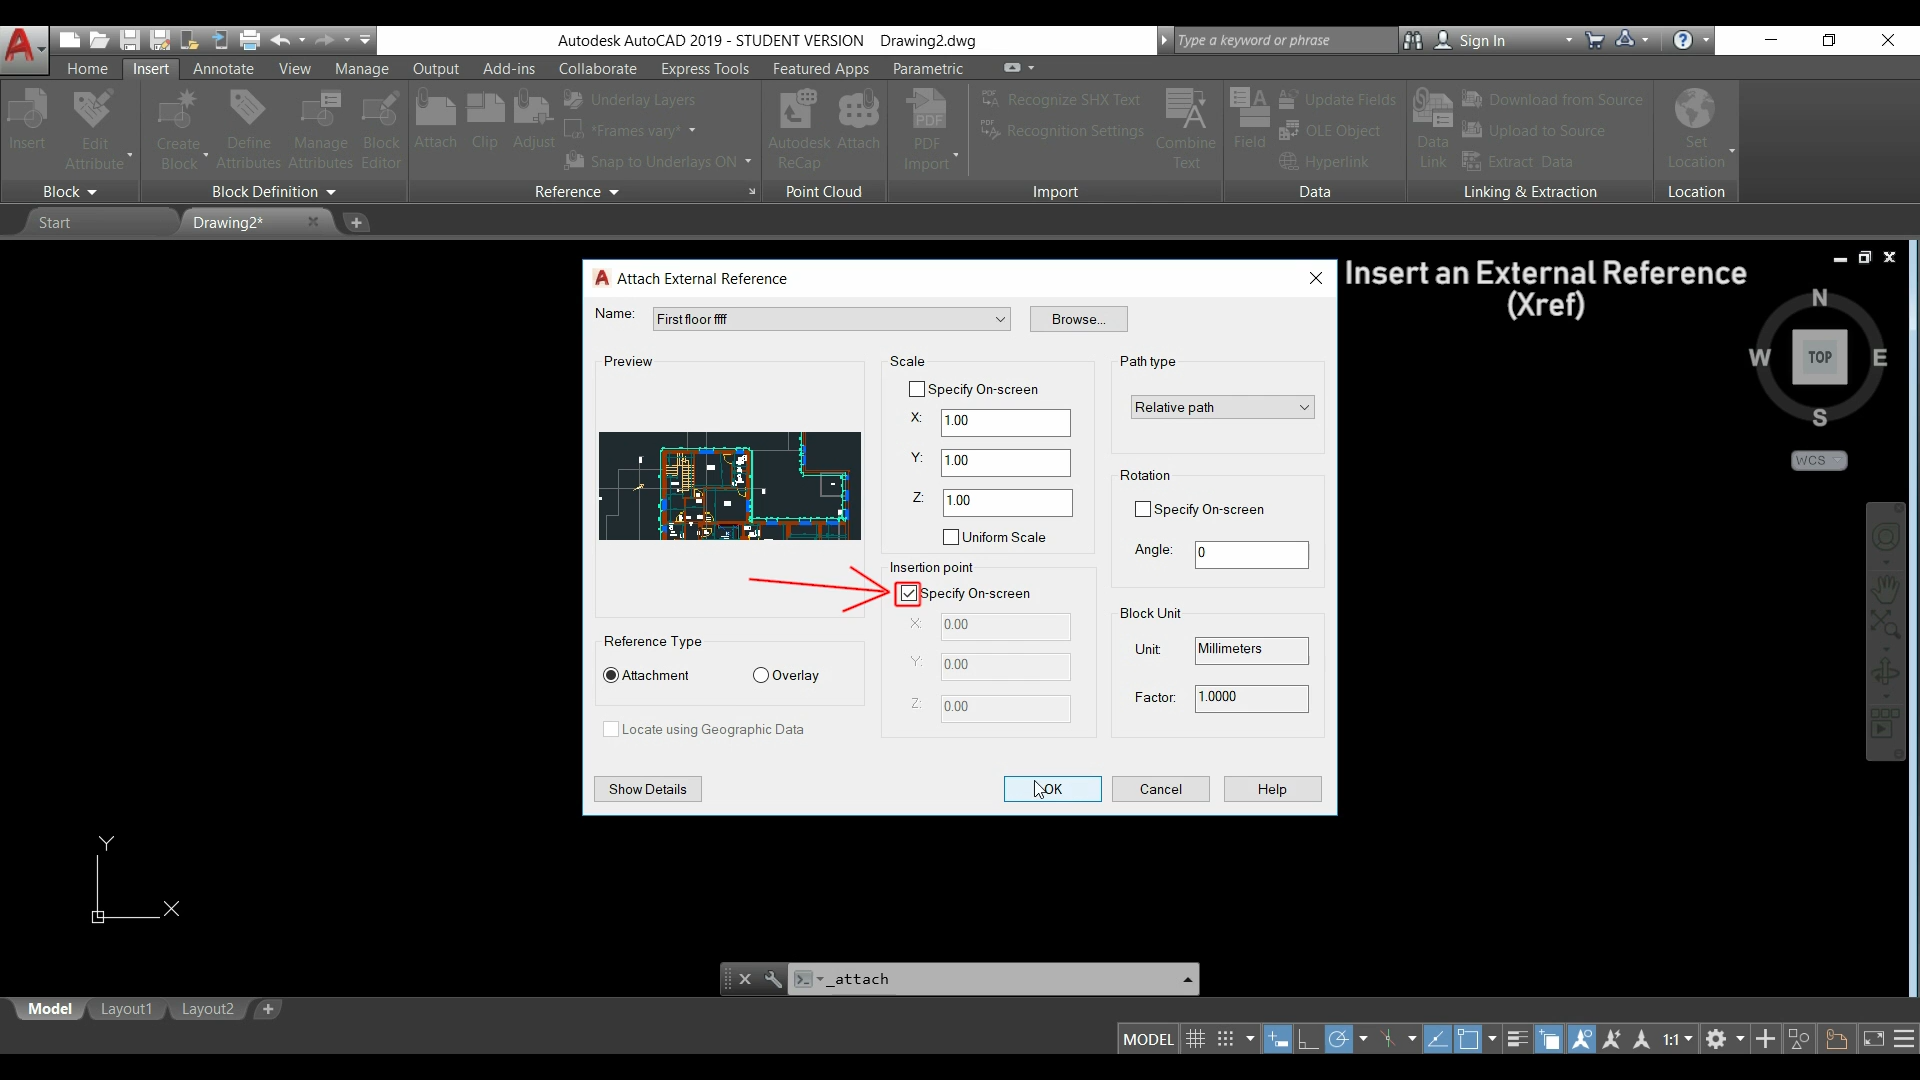 Autodesk AutoCAD 2019 - STUDENT VERSION Drawing2.dwg
Type a keyword or phrase
Sign In
Home Insert Annotate View Manage Output Add-ins Collaborate Express Tools Featured Apps Parametric
Insert
Edit Attribute
Create Block
Define Attributes
Manage Attributes
Block Editor
Attach
Clip
Adjust
Underlay Layers
*Frames vary*
Snap to Underlays ON
Autodesk ReCap
Attach
PDF Import
Recognize SHX Text
Recognition Settings
Combine Text
Field
Update Fields
OLE Object
Hyperlink
Data Link
Download from Source
Upload to Source
Extract Data
Set Location
Block Block Definition Reference Point Cloud Import Data Linking & Extraction Location
Start Drawing2*
Insert an External Reference
(Xref)
N
W TOP E
S
WCS
Attach External Reference
Name: First floor ffff Browse...
Preview
Scale
Specify On-screen
X: 1.00
Y: 1.00
Z: 1.00
Uniform Scale
Path type
Relative path
Rotation
Specify On-screen
Angle: 0
Insertion point
Specify On-screen
X: 0.00
Y: 0.00
Z: 0.00
Block Unit
Unit: Millimeters
Factor: 1.0000
Reference Type
Attachment Overlay
Locate using Geographic Data
Show Details OK Cancel Help
Y
X
_attach
Model Layout1 Layout2
MODEL 1:1